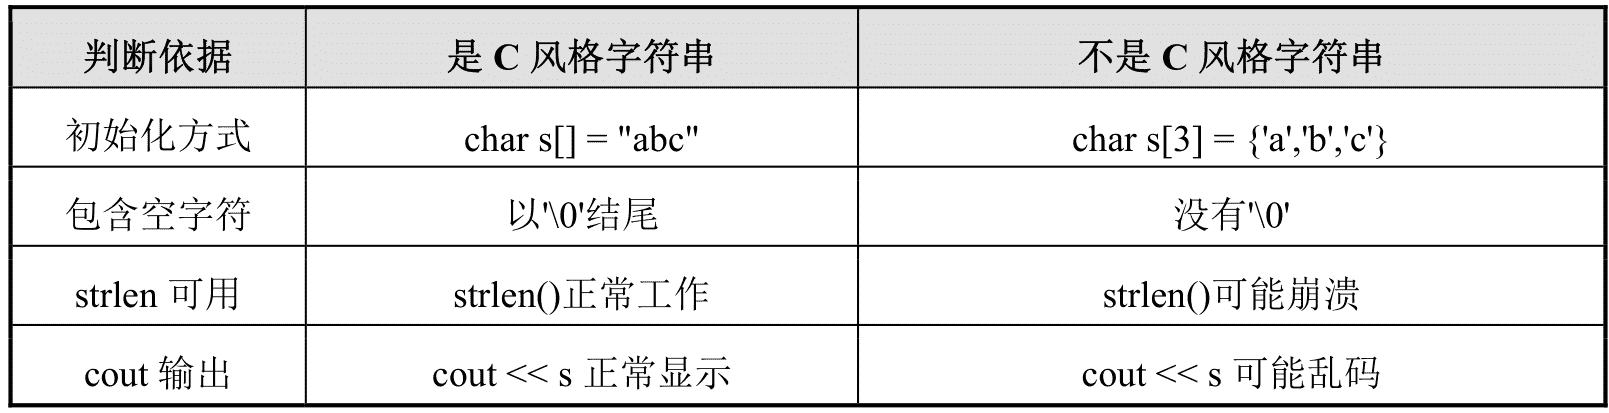 判断依据 是 C 风格字符串 不是 C 风格字符串
初始化方式 char s[] = "abc" char s[3] = {'a','b','c'}
包含空字符 以'\0'结尾 没有'\0'
strlen 可用 strlen()正常工作 strlen()可能崩溃
cout 输出 cout << s 正常显示 cout << s 可能乱码